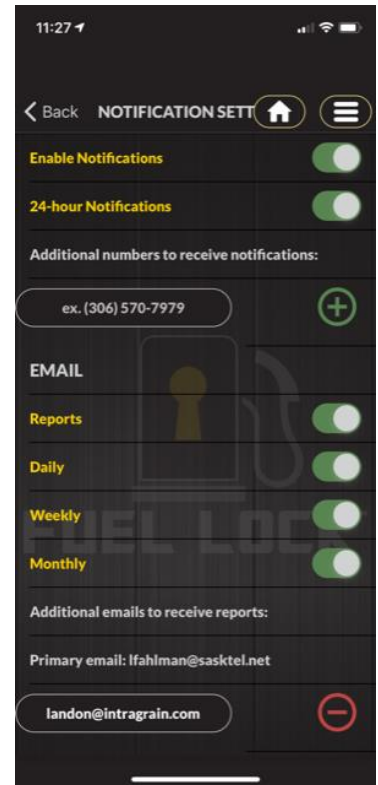 11:27
Back NOTIFICATION SETT
Enable Notifications
24-hour Notifications
Additional numbers to receive notifications:
ex. (306) 570-7979
EMAIL
Reports
Daily
Weekly
FUEL LOCK
Monthly
Additional emails to receive reports:
Primary email: lfahlman@sasktel.net
landon@intragrain.com